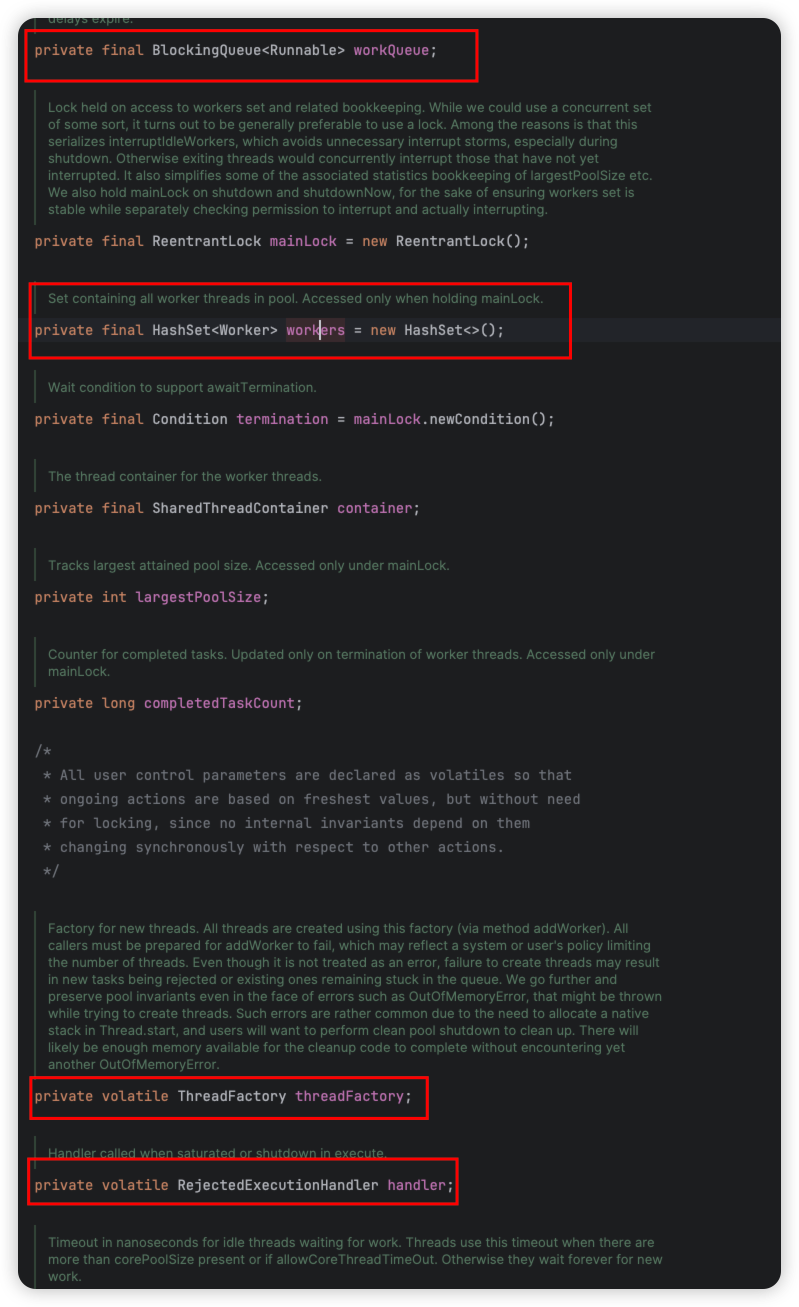 delays expire.
private final BlockingQueue<Runnable> workQueue;
Lock held on access to workers set and related bookkeeping. While we could use a concurrent set
of some sort, it turns out to be generally preferable to use a lock. Among the reasons is that this
serializes interruptIdleWorkers, which avoids unnecessary interrupt storms, especially during
shutdown. Otherwise exiting threads would concurrently interrupt those that have not yet
interrupted. It also simplifies some of the associated statistics bookkeeping of largestPoolSize etc.
We also hold mainLock on shutdown and shutdownNow, for the sake of ensuring workers set is
stable while separately checking permission to interrupt and actually interrupting.
private final ReentrantLock mainLock = new ReentrantLock();
Set containing all worker threads in pool. Accessed only when holding mainLock.
private final HashSet<Worker> workers = new HashSet<>();
Wait condition to support awaitTermination.
private final Condition termination = mainLock.newCondition();
The thread container for the worker threads.
private final SharedThreadContainer container;
Tracks largest attained pool size. Accessed only under mainLock.
private int largestPoolSize;
Counter for completed tasks. Updated only on termination of worker threads. Accessed only under
mainLock.
private long completedTaskCount;
/*
* All user control parameters are declared as volatiles so that
* ongoing actions are based on freshest values, but without need
* for locking, since no internal invariants depend on them
* changing synchronously with respect to other actions.
*/
Factory for new threads. All threads are created using this factory (via method addWorker). All
callers must be prepared for addWorker to fail, which may reflect a system or user's policy limiting
the number of threads. Even though it is not treated as an error, failure to create threads may result
in new tasks being rejected or existing ones remaining stuck in the queue. We go further and
preserve pool invariants even in the face of errors such as OutOfMemoryError, that might be thrown
while trying to create threads. Such errors are rather common due to the need to allocate a native
stack in Thread.start, and users will want to perform clean pool shutdown to clean up. There will
likely be enough memory available for the cleanup code to complete without encountering yet
another OutOfMemoryError.
private volatile ThreadFactory threadFactory;
Handler called when saturated or shutdown in execute.
private volatile RejectedExecutionHandler handler;
Timeout in nanoseconds for idle threads waiting for work. Threads use this timeout when there are
more than corePoolSize present or if allowCoreThreadTimeOut. Otherwise they wait forever for new
work.